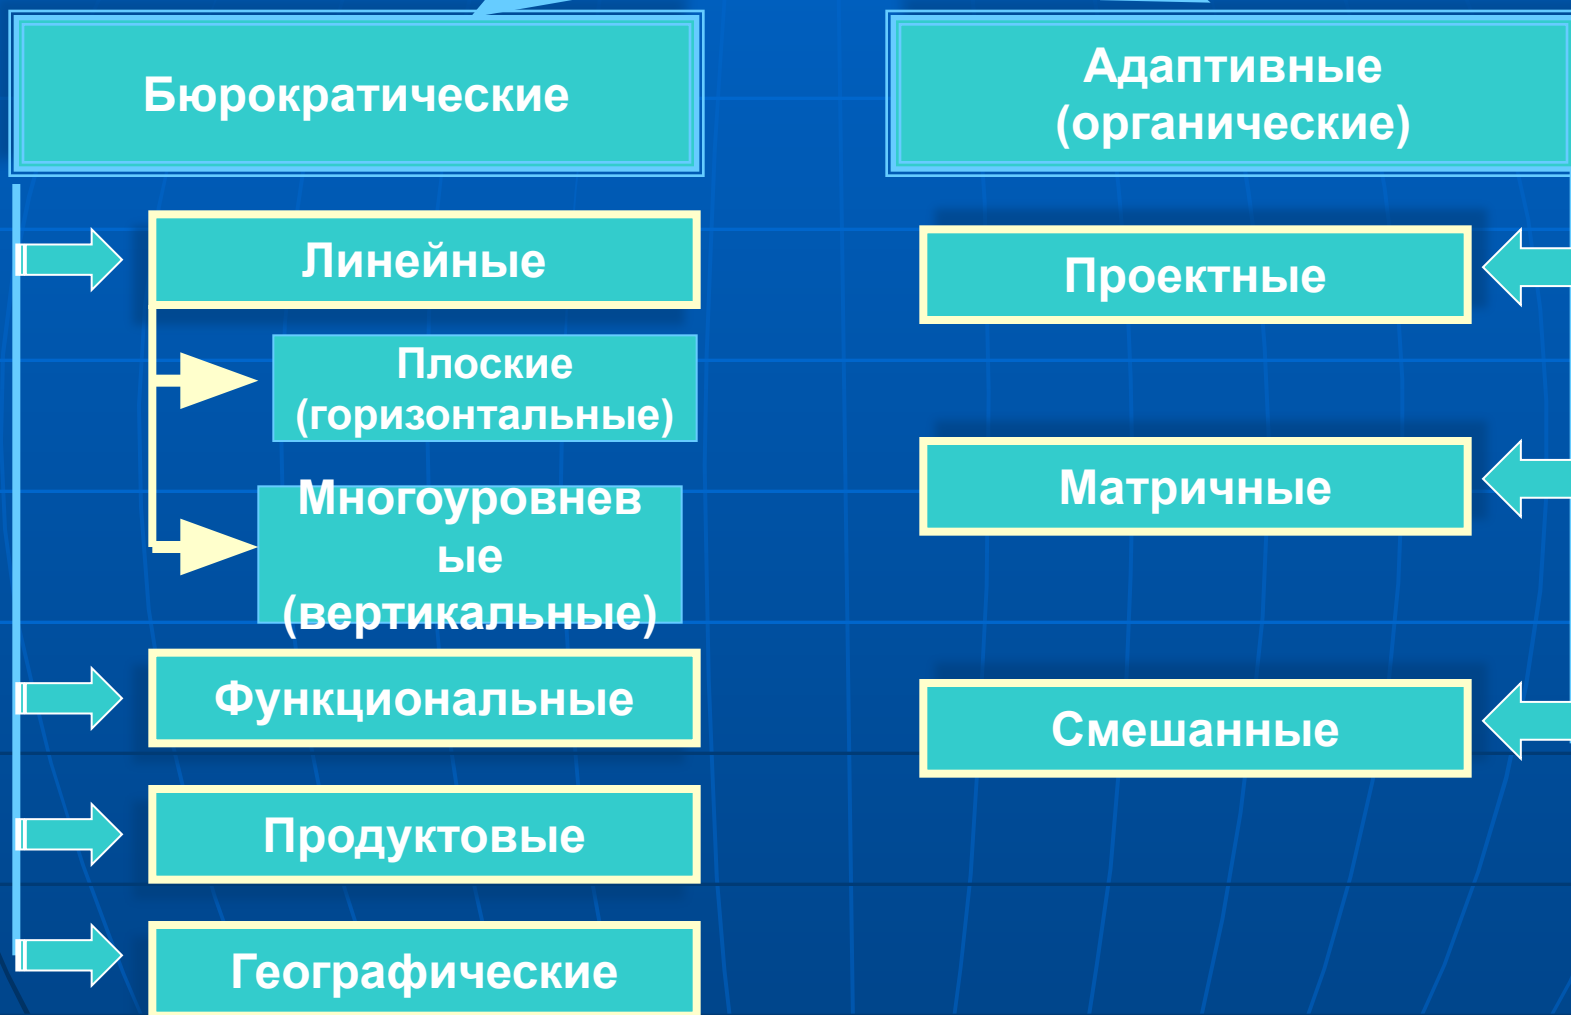 Бюрократические
Адаптивные
(органические)
Линейные
Плоские
(горизонтальные)
Многоуровнев
ые
(вертикальные)
Функциональные
Продуктовые
Географические
Проектные
Матричные
Смешанные